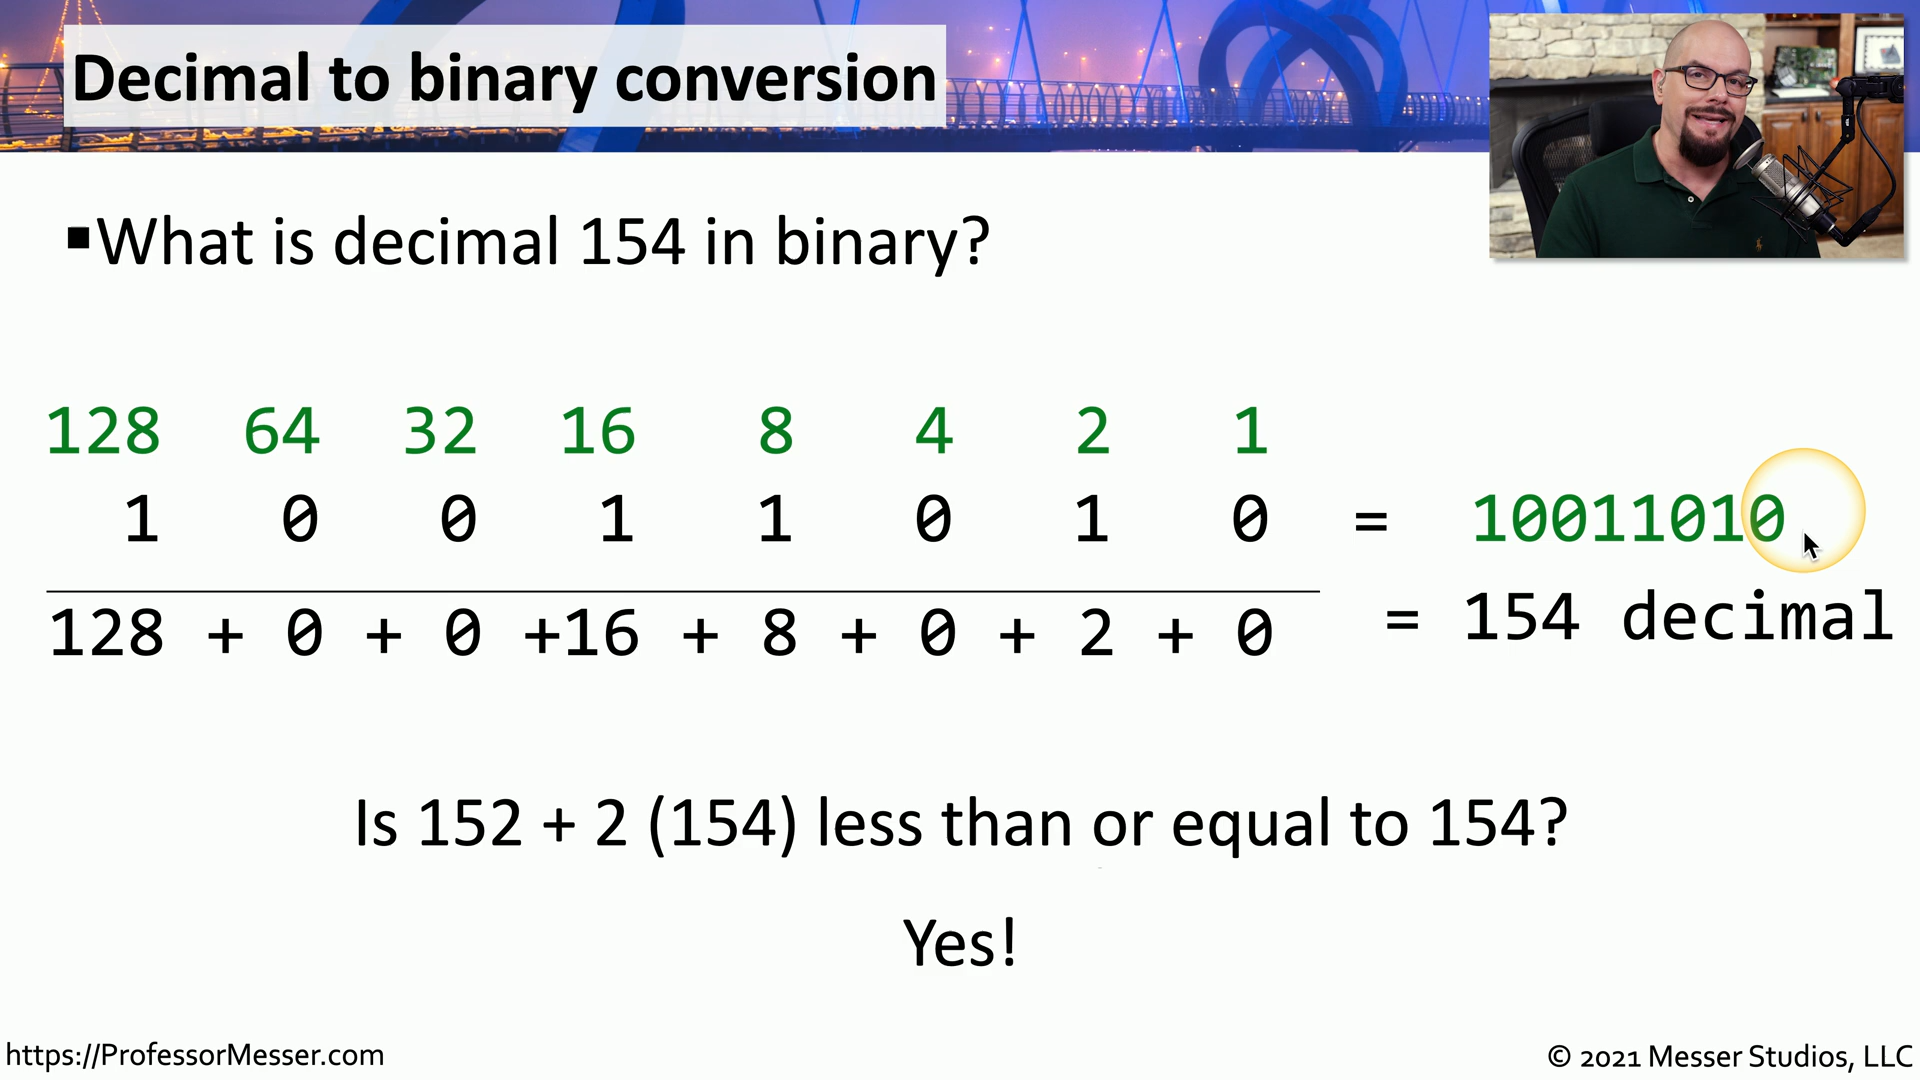 Decimal to binary conversion
▪What is decimal 154 in binary?
128 64 32 16 8 4 2 1
1 0 0 1 1 0 1 0 = 10011010
128 + 0 + 0 +16 + 8 + 0 + 2 + 0 = 154 decimal
Is 152 + 2 (154) less than or equal to 154?
Yes!
https://ProfessorMesser.com
© 2021 Messer Studios, LLC